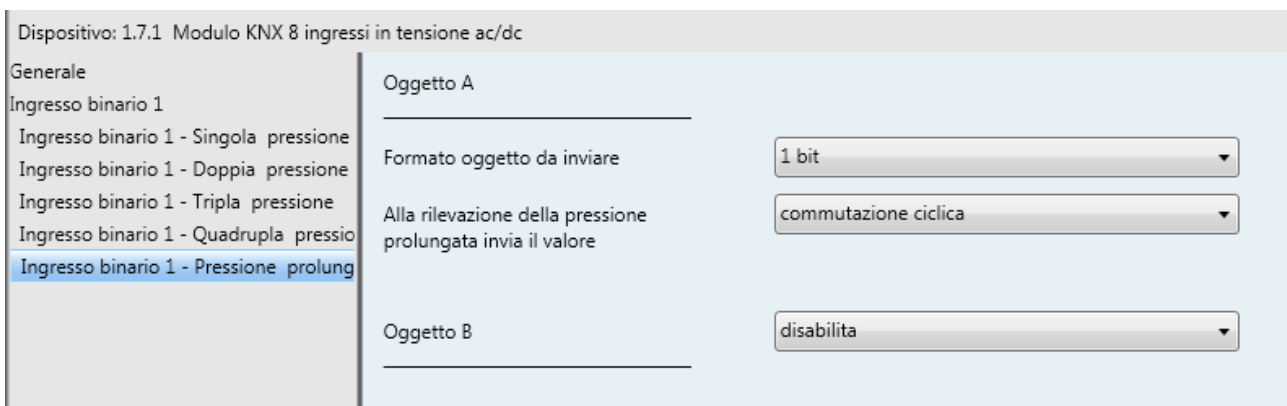 Dispositivo: 1.7.1 Modulo KNX 8 ingressi in tensione ac/dc
Generale
Ingresso binario 1
Ingresso binario 1 - Singola pressione
Ingresso binario 1 - Doppia pressione
Ingresso binario 1 - Tripla pressione
Ingresso binario 1 - Quadrupla pressio
Ingresso binario 1 - Pressione prolung
Oggetto A
Formato oggetto da inviare
1 bit
Alla rilevazione della pressione
prolungata invia il valore
commutazione ciclica
Oggetto B
disabilita